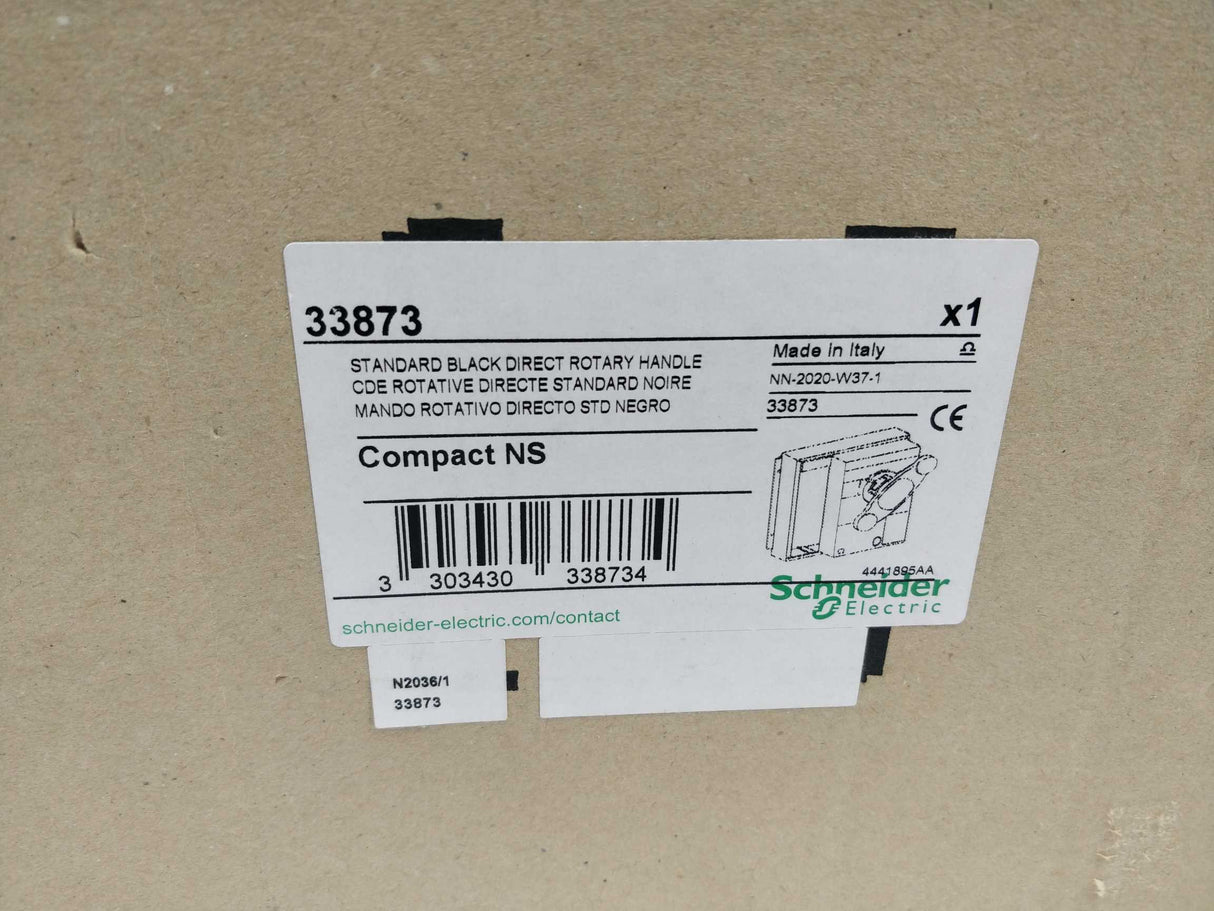 33873
x1
STANDARD BLACK DIRECT ROTARY HANDLE
CDE ROTATIVE DIRECTE STANDARD NOIRE
MANDO ROTATIVO DIRECTO STD NEGRO
Made in Italy
NN-2020-W37-1
33873
CE
Compact NS
3 303430 338734
4441895AA
Schneider
Electric
schneider-electric.com/contact
N2036/1
33873